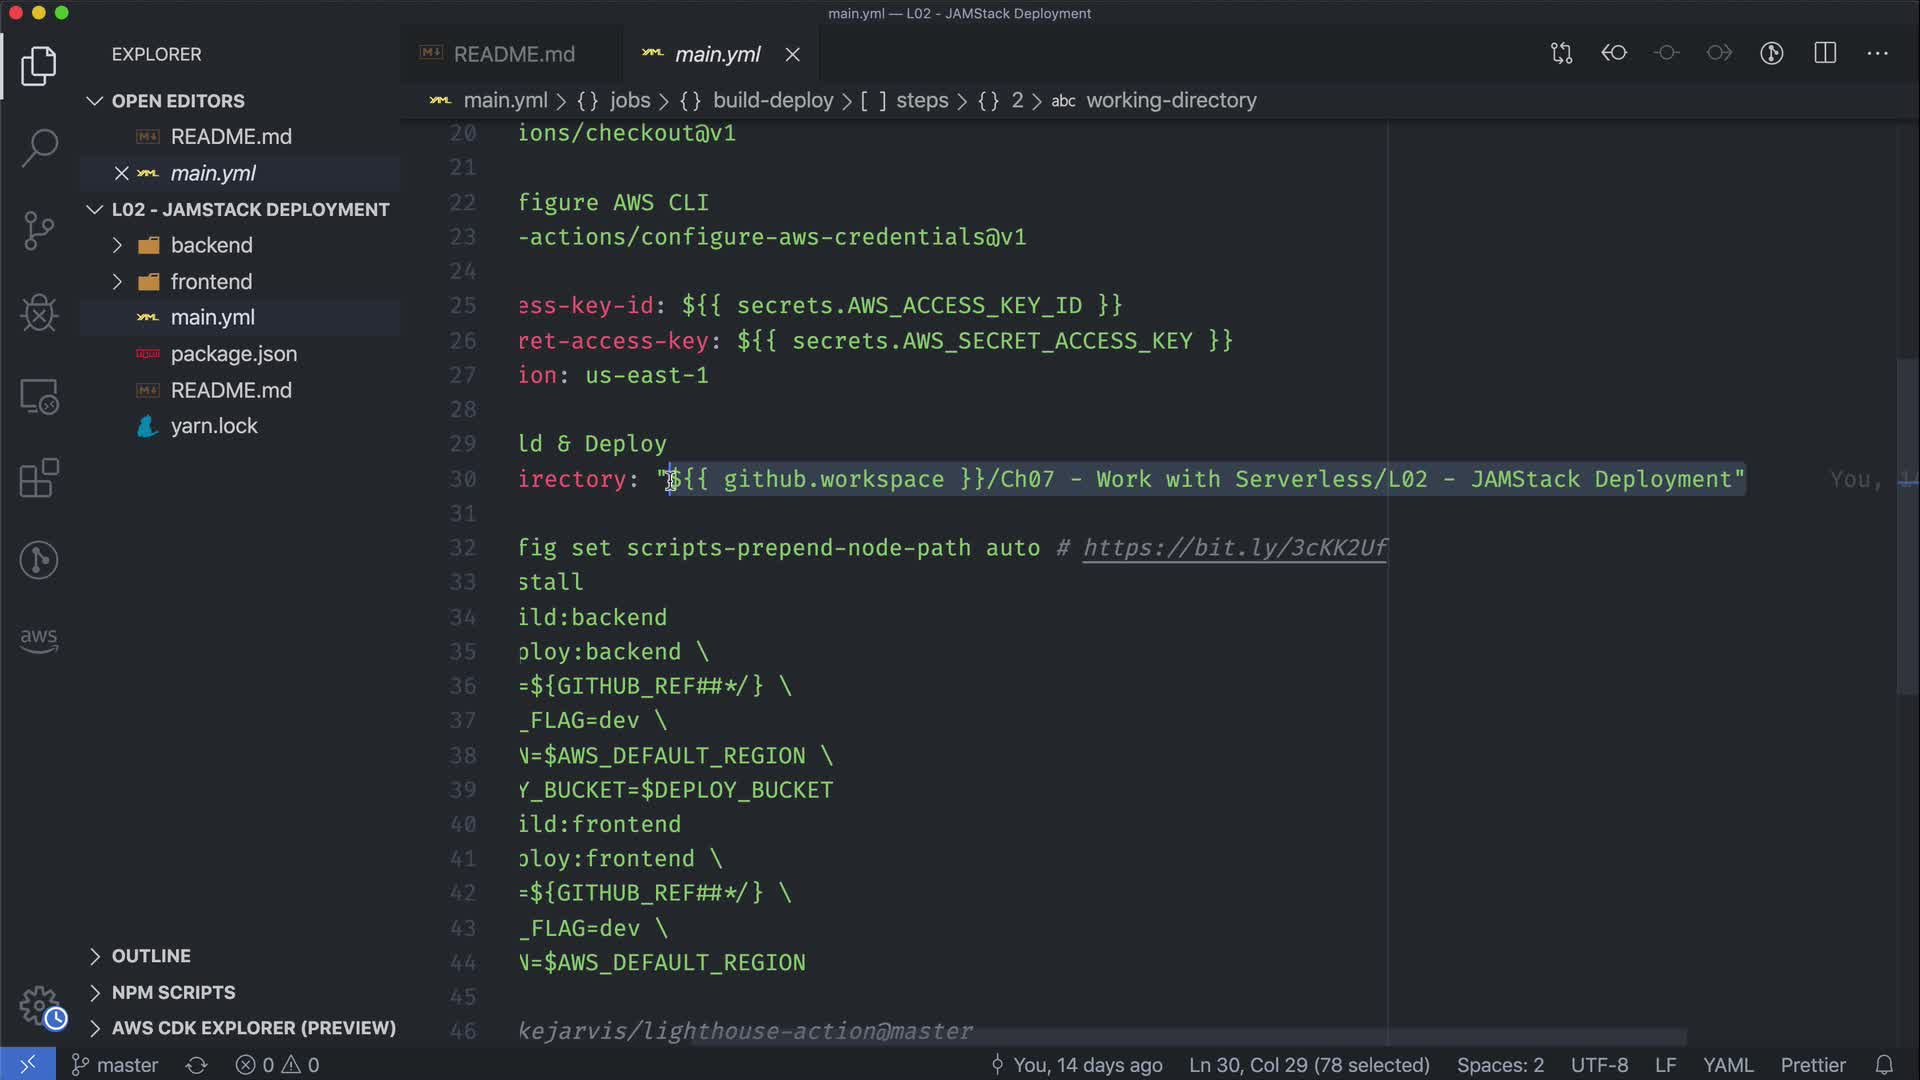 main.yml — L02 - JAMStack Deployment
EXPLORER
README.md
main.yml
OPEN EDITORS
main.yml > {} jobs > {} build-deploy > [ ] steps > {} 2 > abc working-directory
README.md
main.yml
L02 - JAMSTACK DEPLOYMENT
backend
frontend
main.yml
package.json
README.md
yarn.lock
aws
20 ions/checkout@v1
21
22 figure AWS CLI
23 -actions/configure-aws-credentials@v1
24
25 ess-key-id: ${{ secrets.AWS_ACCESS_KEY_ID }}
26 ret-access-key: ${{ secrets.AWS_SECRET_ACCESS_KEY }}
27 ion: us-east-1
28
29 ld & Deploy
30 irectory: "${{ github.workspace }}/Ch07 - Work with Serverless/L02 - JAMStack Deployment" You,
31
32 fig set scripts-prepend-node-path auto # https://bit.ly/3cKK2Uf
33 stall
34 ild:backend
35 ploy:backend \
36 =${GITHUB_REF##*/} \
37 _FLAG=dev \
38 N=$AWS_DEFAULT_REGION \
39 Y_BUCKET=$DEPLOY_BUCKET
40 ild:frontend
41 ploy:frontend \
42 =${GITHUB_REF##*/} \
43 _FLAG=dev \
44 N=$AWS_DEFAULT_REGION
45
46 kejarvis/lighthouse-action@master
OUTLINE
NPM SCRIPTS
AWS CDK EXPLORER (PREVIEW)
master 0 0 You, 14 days ago Ln 30, Col 29 (78 selected) Spaces: 2 UTF-8 LF YAML Prettier